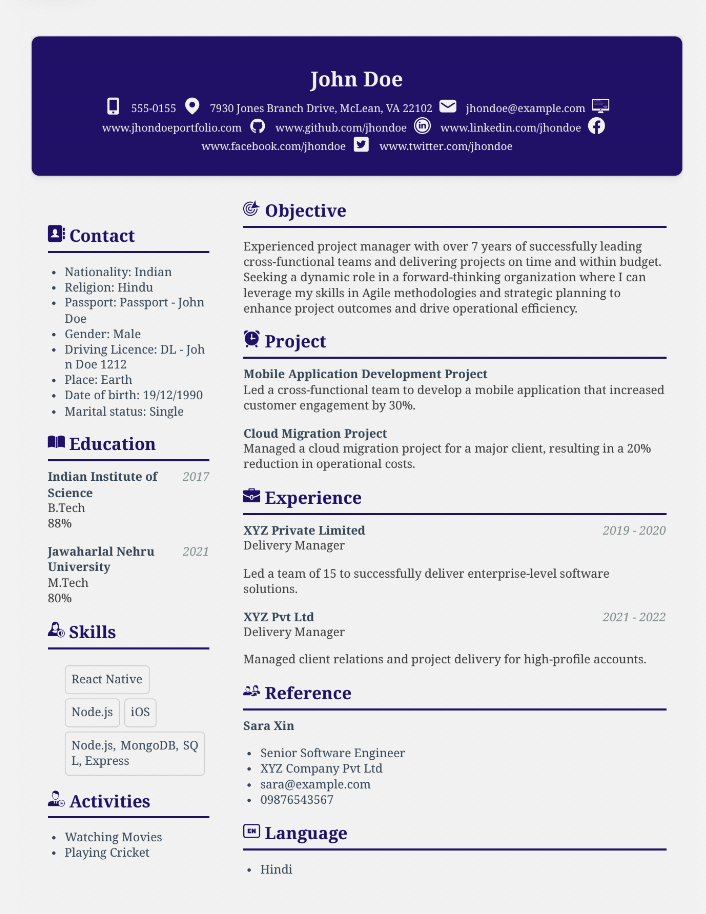 John Doe
555-0155 7930 Jones Branch Drive, McLean, VA 22102 jhondoe@example.com
www.jhondoeportfolio.com www.github.com/jhondoe www.linkedin.com/jhondoe
www.facebook.com/jhondoe www.twitter.com/jhondoe
Contact
Nationality: Indian
Religion: Hindu
Passport: Passport - John
Doe
Gender: Male
Driving Licence: DL - Joh
n Doe 1212
Place: Earth
Date of birth: 19/12/1990
Marital status: Single
Education
Indian Institute of 2017
Science
B.Tech
88%
Jawaharlal Nehru 2021
University
M.Tech
80%
Skills
React Native
Node.js iOS
Node.js, MongoDB, SQ
L, Express
Activities
Watching Movies
Playing Cricket
Objective
Experienced project manager with over 7 years of successfully leading
cross-functional teams and delivering projects on time and within budget.
Seeking a dynamic role in a forward-thinking organization where I can
leverage my skills in Agile methodologies and strategic planning to
enhance project outcomes and drive operational efficiency.
Project
Mobile Application Development Project
Led a cross-functional team to develop a mobile application that increased
customer engagement by 30%.
Cloud Migration Project
Managed a cloud migration project for a major client, resulting in a 20%
reduction in operational costs.
Experience
XYZ Private Limited 2019 - 2020
Delivery Manager
Led a team of 15 to successfully deliver enterprise-level software
solutions.
XYZ Pvt Ltd 2021 - 2022
Delivery Manager
Managed client relations and project delivery for high-profile accounts.
Reference
Sara Xin
Senior Software Engineer
XYZ Company Pvt Ltd
sara@example.com
09876543567
EN Language
Hindi